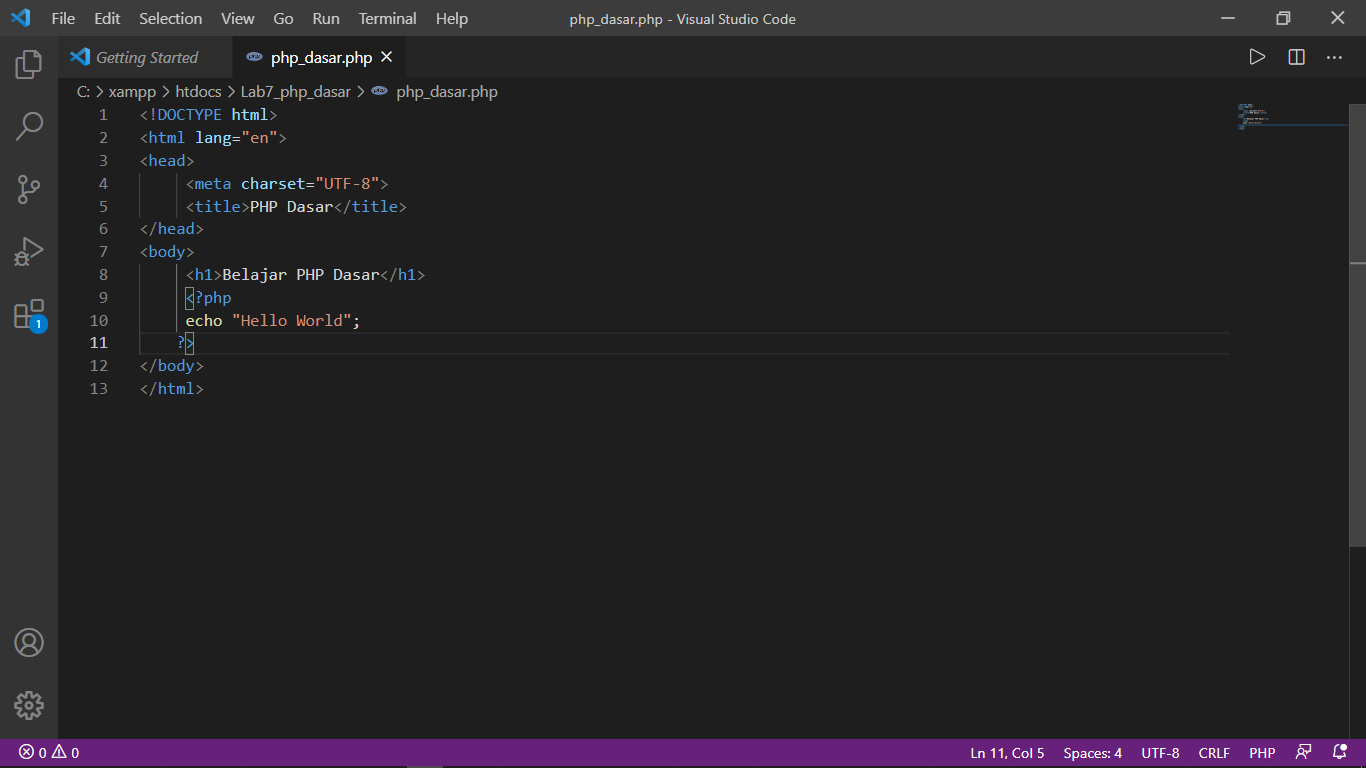 File Edit Selection View Go Run Terminal Help php_dasar.php - Visual Studio Code
Getting Started php_dasar.php
C: > xampp > htdocs > Lab7_php_dasar > php_dasar.php
1 <!DOCTYPE html>
2 <html lang="en">
3 <head>
4 <meta charset="UTF-8">
5 <title>PHP Dasar</title>
6 </head>
7 <body>
8 <h1>Belajar PHP Dasar</h1>
9 <?php
10 echo "Hello World";
11 ?>
12 </body>
13 </html>
1
0 0 Ln 11, Col 5 Spaces: 4 UTF-8 CRLF PHP